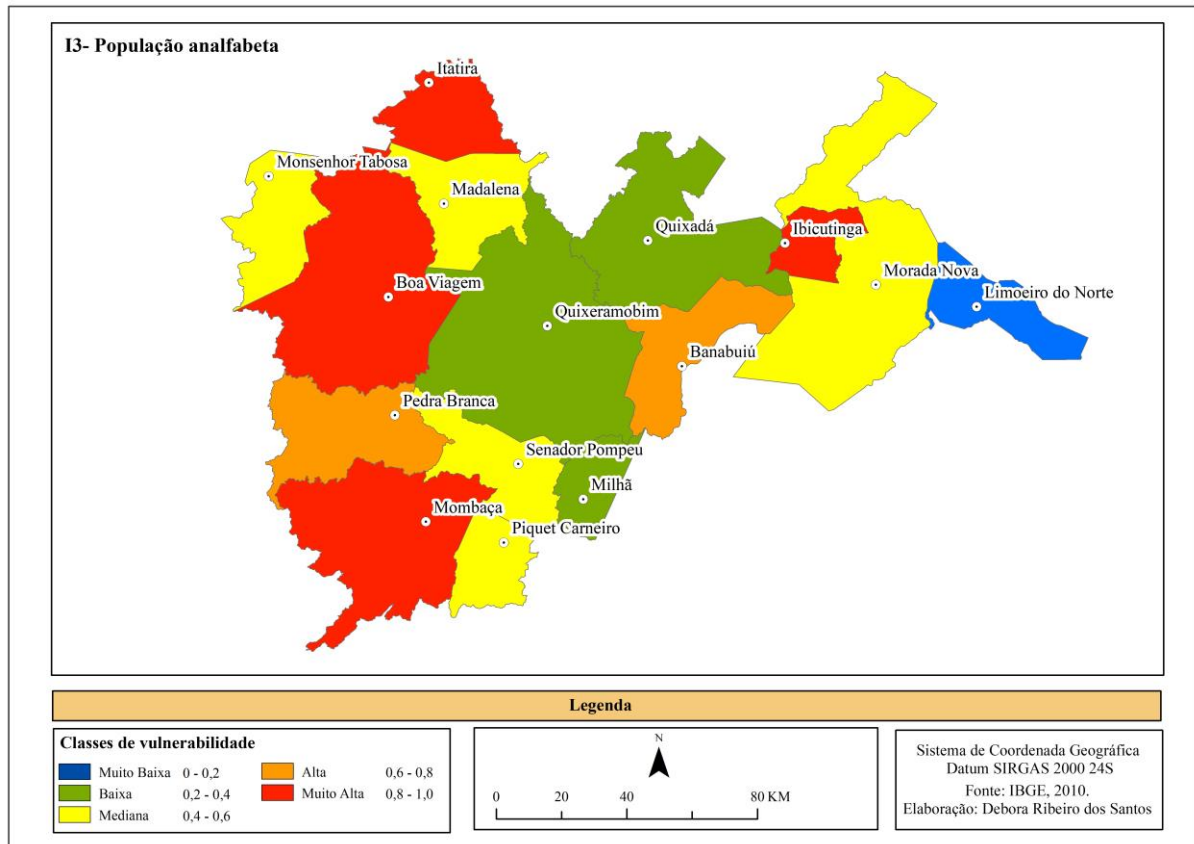 I3- População analfabeta
Itatira
Monsenhor Tabosa
Madalena
Quixadá
Ibicutinga
Morada Nova
Boa Viagem
Limoeiro do Norte
Quixeramobim
Banabuiú
Pedra Branca
Senador Pompeu
Milhã
Mombaça
Piquet Carneiro
Legenda
Classes de vulnerabilidade
Muito Baixa 0 - 0,2
Baixa 0,2 - 0,4
Mediana 0,4 - 0,6
Alta 0,6 - 0,8
Muito Alta 0,8 - 1,0
N
0 20 40 80 KM
Sistema de Coordenada Geográfica
Datum SIRGAS 2000 24S
Fonte: IBGE, 2010.
Elaboração: Debora Ribeiro dos Santos